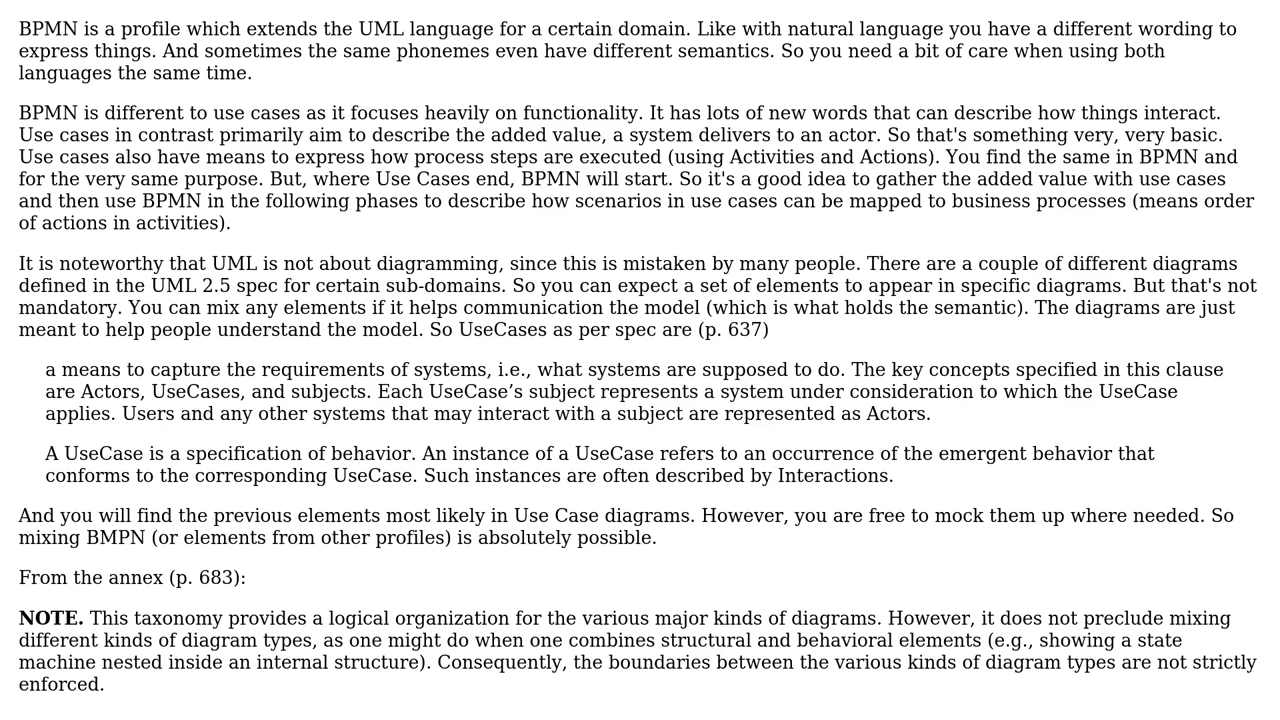 BPMN is a profile which extends the UML language for a certain domain. Like with natural language you have a different wording to
express things. And sometimes the same phonemes even have different semantics. So you need a bit of care when using both
languages the same time.
BPMN is different to use cases as it focuses heavily on functionality. It has lots of new words that can describe how things interact.
Use cases in contrast primarily aim to describe the added value, a system delivers to an actor. So that's something very, very basic.
Use cases also have means to express how process steps are executed (using Activities and Actions). You find the same in BPMN and
for the very same purpose. But, where Use Cases end, BPMN will start. So it's a good idea to gather the added value with use cases
and then use BPMN in the following phases to describe how scenarios in use cases can be mapped to business processes (means order
of actions in activities).
It is noteworthy that UML is not about diagramming, since this is mistaken by many people. There are a couple of different diagrams
defined in the UML 2.5 spec for certain sub-domains. So you can expect a set of elements to appear in specific diagrams. But that's not
mandatory. You can mix any elements if it helps communication the model (which is what holds the semantic). The diagrams are just
meant to help people understand the model. So UseCases as per spec are (p. 637)
a means to capture the requirements of systems, i.e., what systems are supposed to do. The key concepts specified in this clause
are Actors, UseCases, and subjects. Each UseCase’s subject represents a system under consideration to which the UseCase
applies. Users and any other systems that may interact with a subject are represented as Actors.
A UseCase is a specification of behavior. An instance of a UseCase refers to an occurrence of the emergent behavior that
conforms to the corresponding UseCase. Such instances are often described by Interactions.
And you will find the previous elements most likely in Use Case diagrams. However, you are free to mock them up where needed. So
mixing BMPN (or elements from other profiles) is absolutely possible.
From the annex (p. 683):
NOTE. This taxonomy provides a logical organization for the various major kinds of diagrams. However, it does not preclude mixing
different kinds of diagram types, as one might do when one combines structural and behavioral elements (e.g., showing a state
machine nested inside an internal structure). Consequently, the boundaries between the various kinds of diagram types are not strictly
enforced.